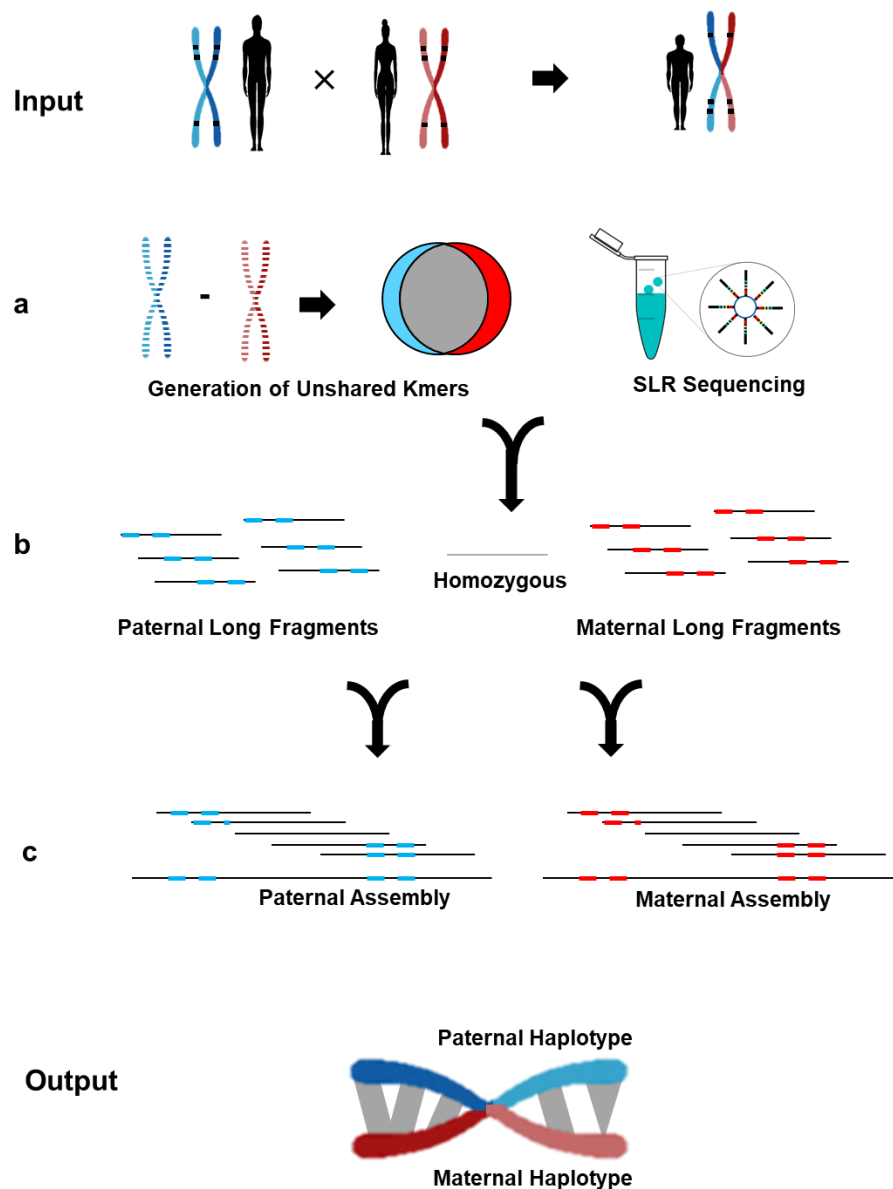 Input
×
a
-
Generation of Unshared Kmers
SLR Sequencing
b
Homozygous
Paternal Long Fragments
Maternal Long Fragments
c
Paternal Assembly
Maternal Assembly
Paternal Haplotype
Output
Maternal Haplotype